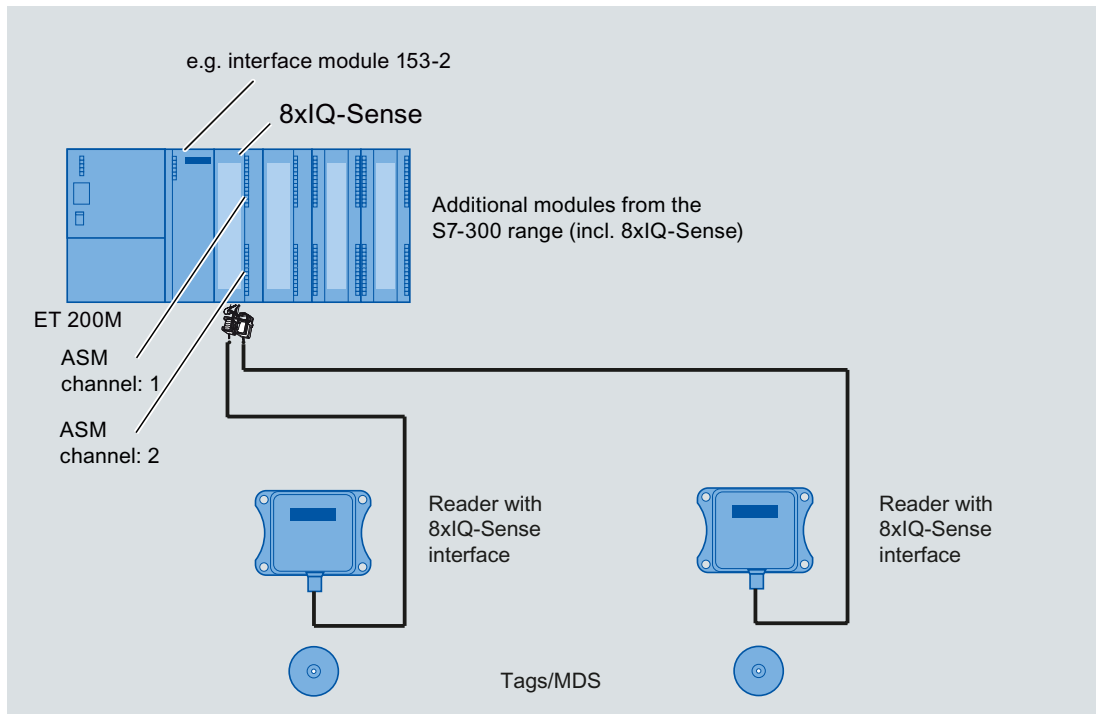 e.g. interface module 153-2
8xIQ-Sense
Additional modules from the
S7-300 range (incl. 8xIQ-Sense)
ET 200M
ASM
channel: 1
ASM
channel: 2
Reader with
8xIQ-Sense
interface
Reader with
8xIQ-Sense
interface
Tags/MDS